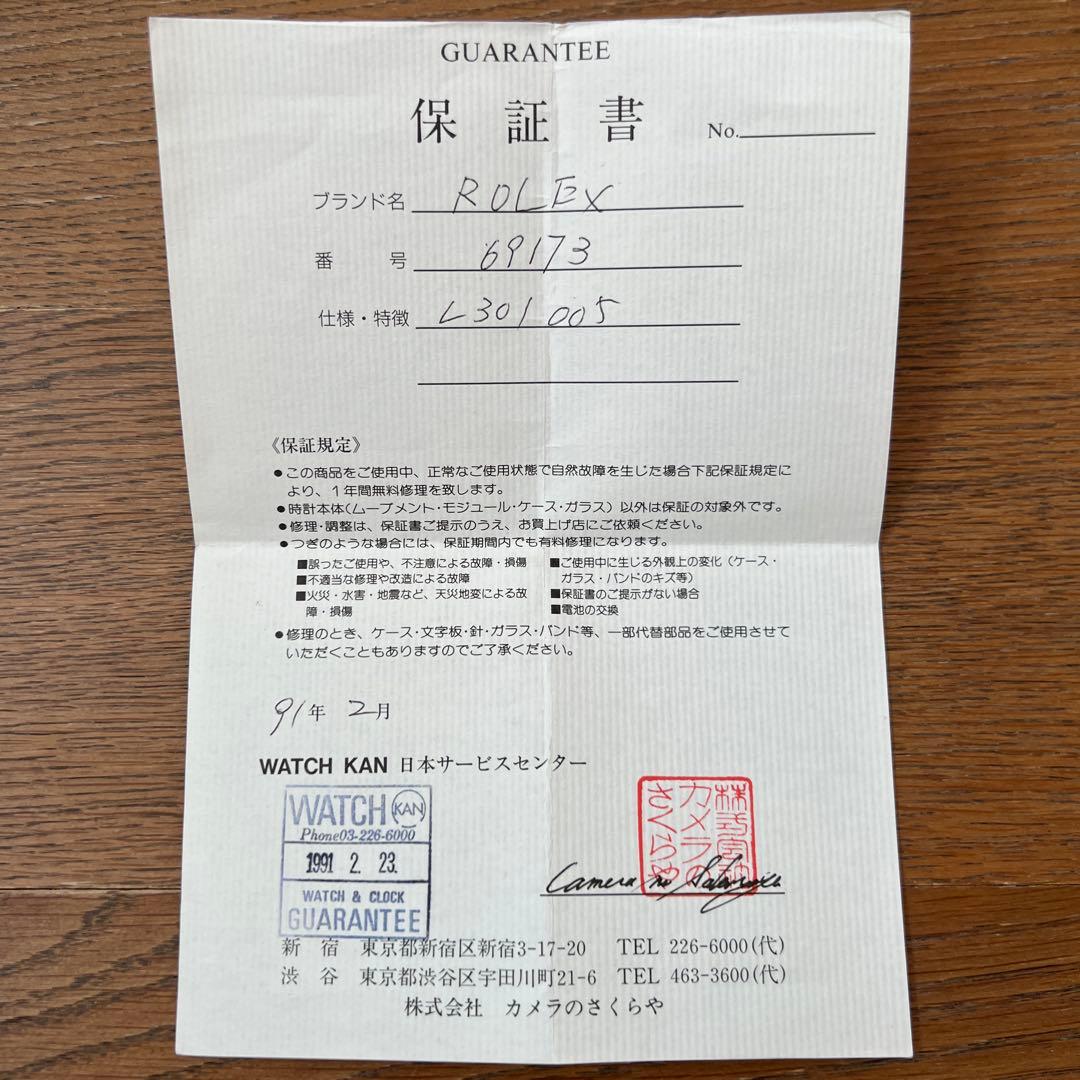 GUARANTEE
保証書
No.
ブランド名 ROLEX
番号 69173
仕様・特徴 L301005
《保証規定》
●この商品をご使用中、正常なご使用状態で自然故障を生じた場合下記保証規定に
より、1年間無料修理を致します。
●時計本体(ムーブメント・モジュール・ケース・ガラス)以外は保証の対象外です。
●修理・調整は、保証書ご提示のうえ、お買上げ店にご依頼ください。
●つぎのような場合には、保証期間内でも有料修理になります。
■誤ったご使用や、不注意による故障・損傷
■不適当な修理や改造による故障
■火災・水害・地震など、天災地変による故
障・損傷
■ご使用中に生じる外観上の変化(ケース・
ガラス・バンドのキズ等)
■保証書のご提示がない場合
■電池の交換
●修理のとき、ケース・文字板・針・ガラス・バンド等、一部代替部品をご使用させて
いただくこともありますのでご了承ください。
91年 2月
WATCH KAN 日本サービスセンター
WATCH KAN
Phone03-226-6000
1991 2. 23.
WATCH & CLOCK
GUARANTEE
株式会社
カメラの
さくらや
Camera no Sakuraya
新宿 東京都新宿区新宿3-17-20 TEL 226-6000(代)
渋谷 東京都渋谷区宇田川町21-6 TEL 463-3600(代)
株式会社 カメラのさくらや